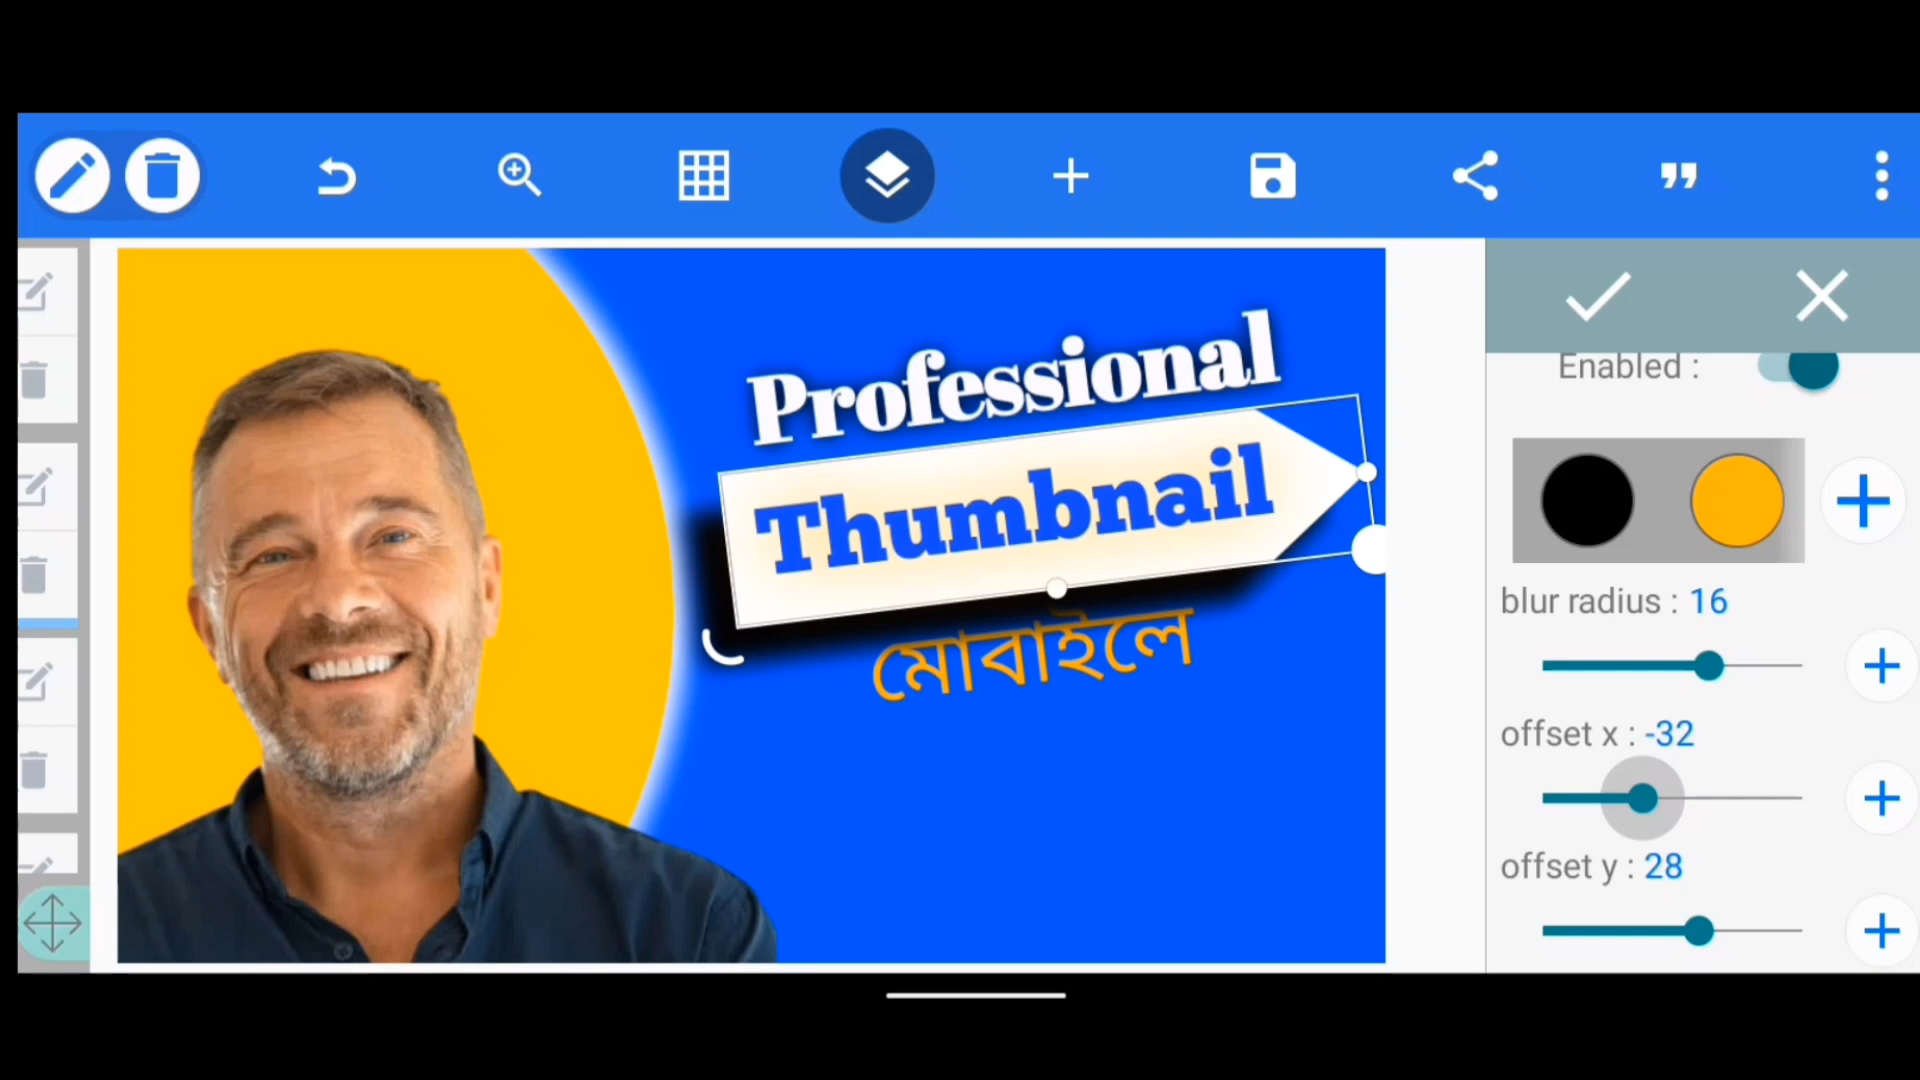 Enabled :
Professional
Thumbnail
মোবাইলে
blur radius : 16
offset x : -32
offset y : 28